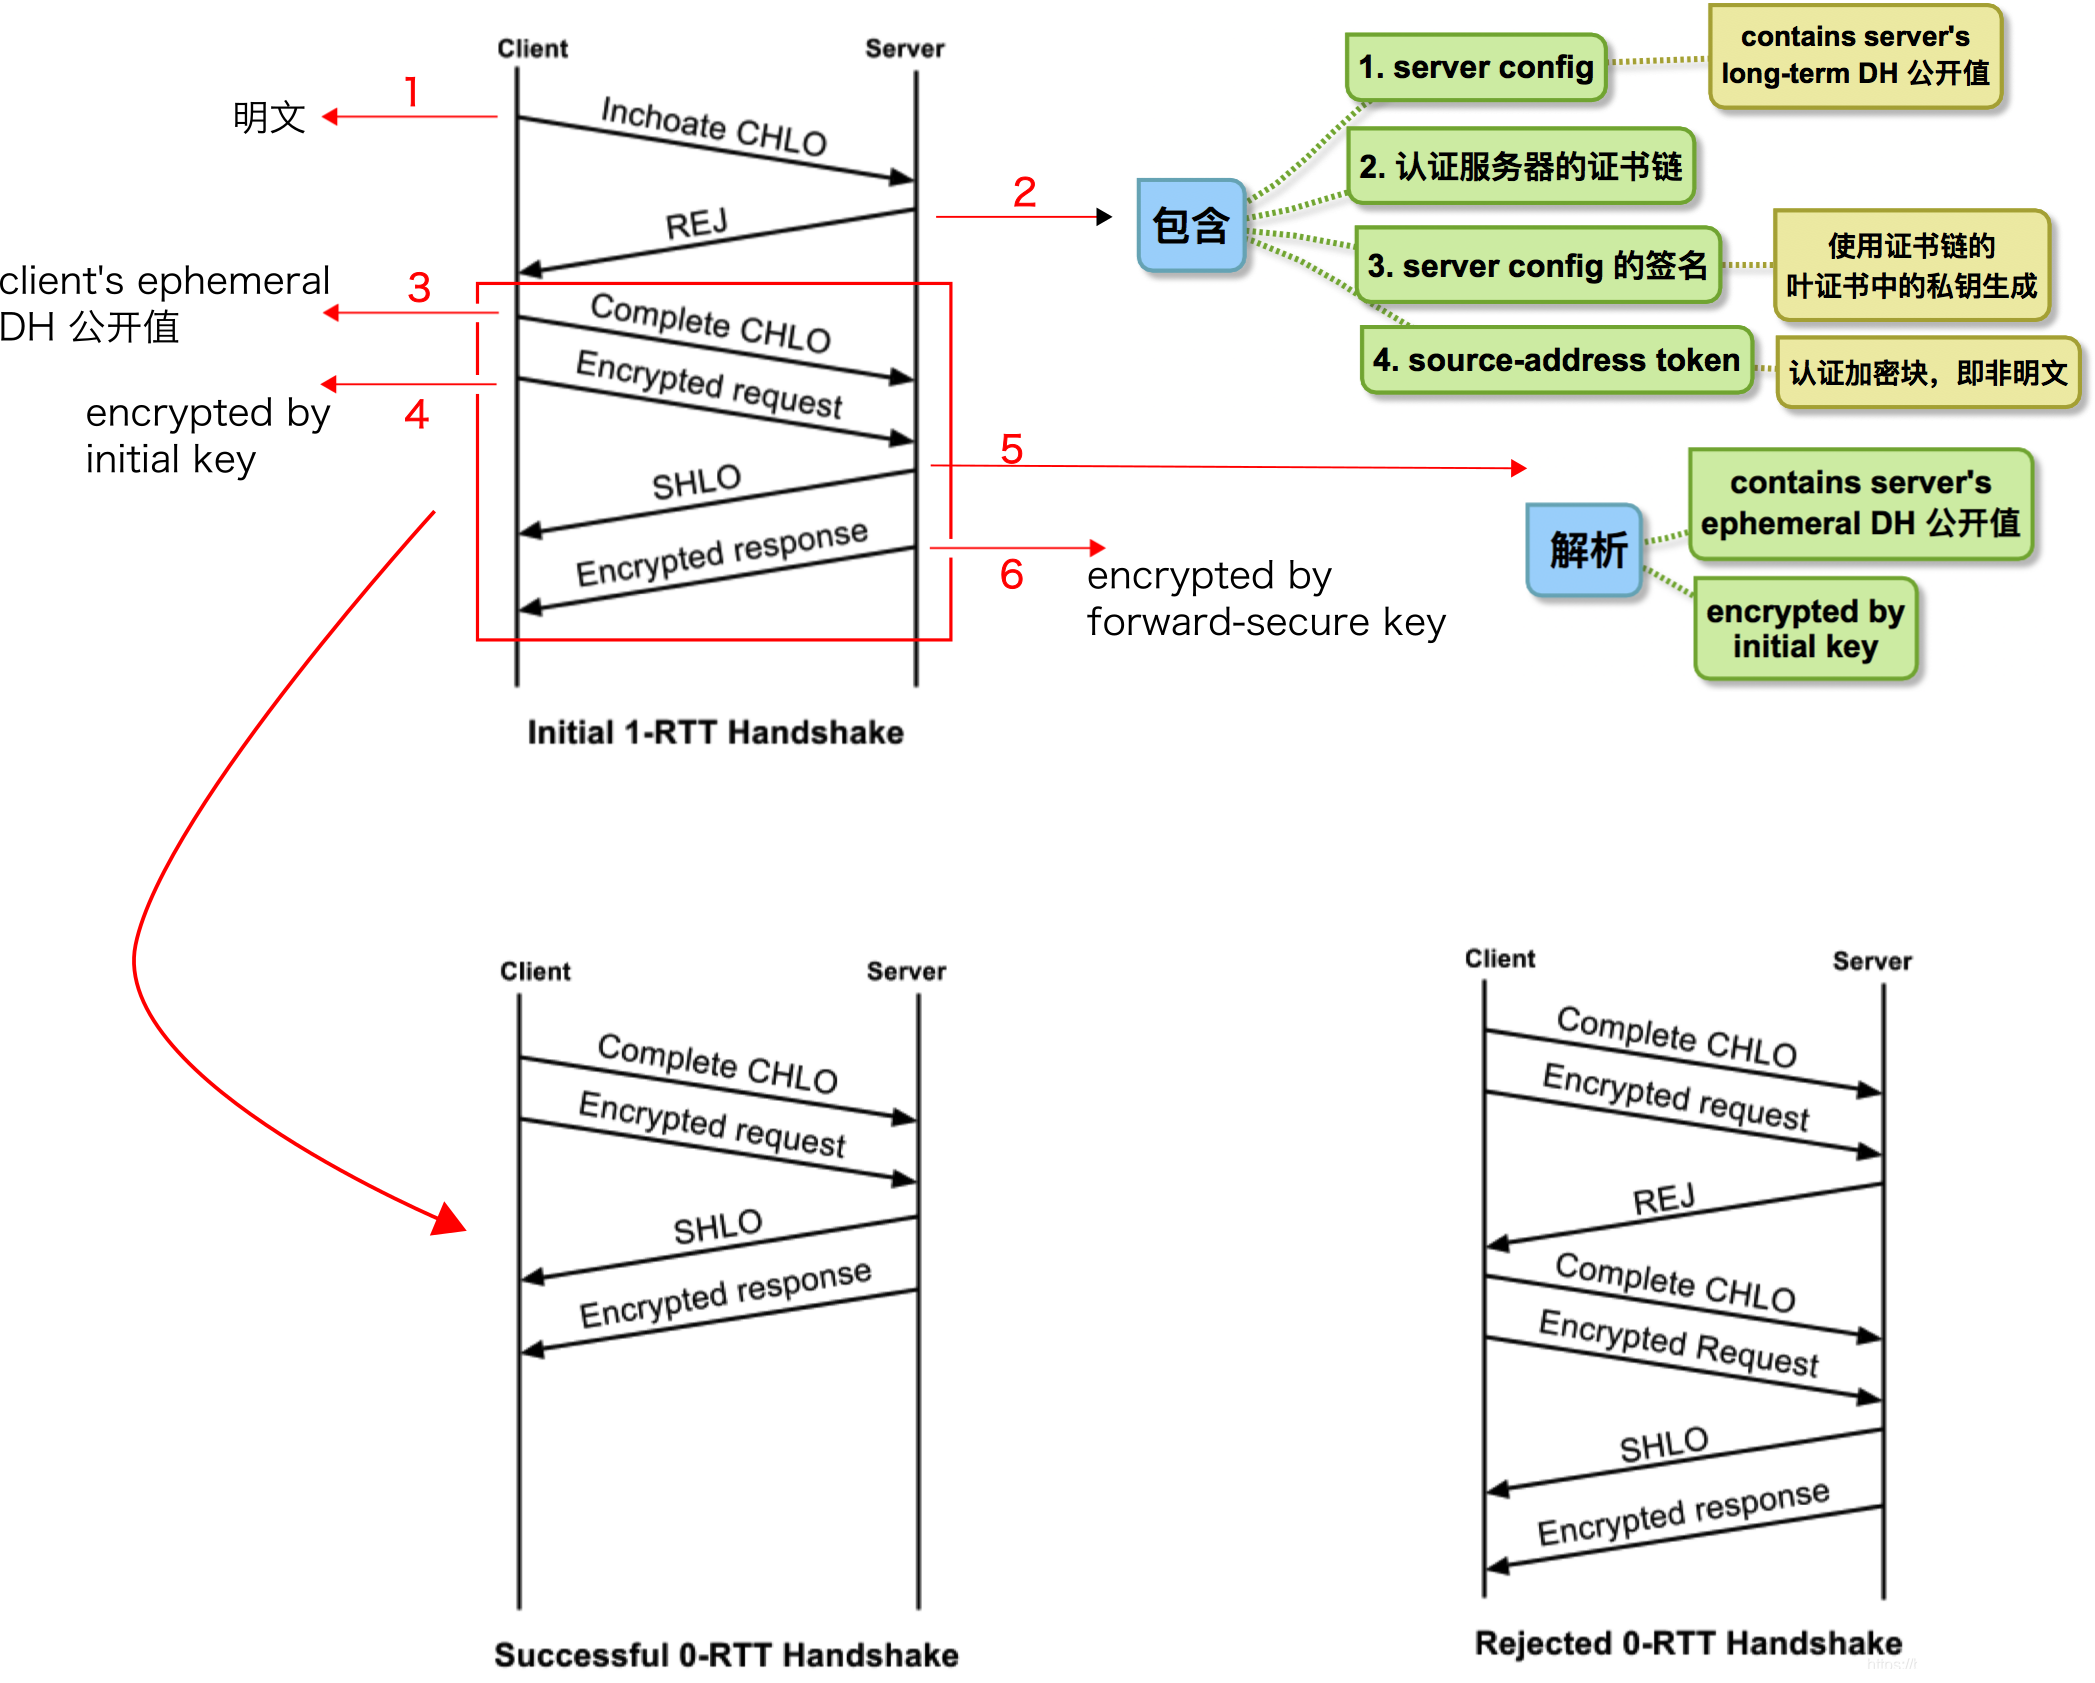 Client
Server
1
明文
Inchoate CHLO
REJ
2
包含
1. server config
contains server's
long-term DH 公开值
2. 认证服务器的证书链
3. server config 的签名
使用证书链的
叶证书中的私钥生成
4. source-address token
认证加密块，即非明文
client's ephemeral
DH 公开值
3
Complete CHLO
Encrypted request
encrypted by
initial key
4
SHLO
5
解析
contains server's
ephemeral DH 公开值
encrypted by
initial key
Encrypted response
6
encrypted by
forward-secure key
Initial 1-RTT Handshake
Client
Server
Complete CHLO
Encrypted request
SHLO
Encrypted response
Successful 0-RTT Handshake
Client
Server
Complete CHLO
Encrypted request
REJ
Complete CHLO
Encrypted Request
SHLO
Encrypted response
Rejected 0-RTT Handshake